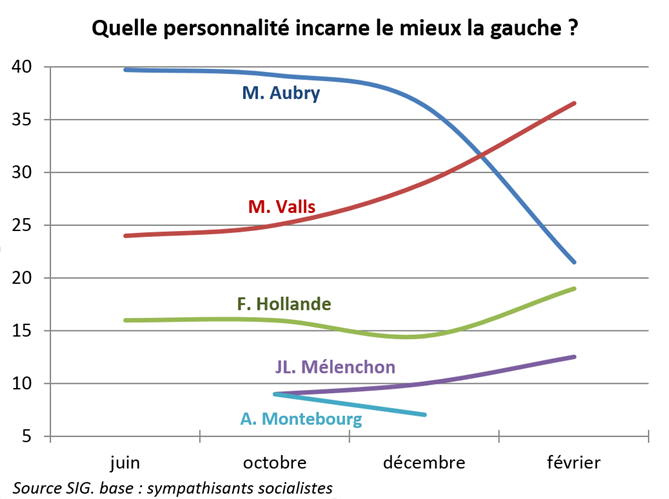 Quelle personnalité incarne le mieux la gauche ?
40
M. Aubry
35
30
M. Valls
25
20
F. Hollande
15
JL. Mélenchon
10
A. Montebourg
5
juin octobre décembre février
Source SIG. base : sympathisants socialistes